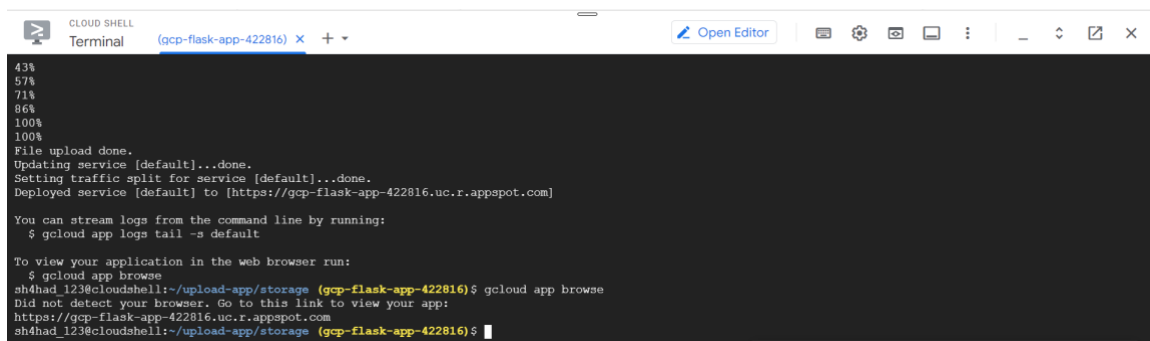 CLOUD SHELL
Terminal (gcp-flask-app-422816) × + Open Editor
43%
57%
71%
86%
100%
100%
File upload done.
Updating service [default]...done.
Setting traffic split for service [default]...done.
Deployed service [default] to [https://gcp-flask-app-422816.uc.r.appspot.com]
You can stream logs from the command line by running:
$ gcloud app logs tail -s default
To view your application in the web browser run:
$ gcloud app browse
sh4had_123@cloudshell:~/upload-app/storage (gcp-flask-app-422816)$ gcloud app browse
Did not detect your browser. Go to this link to view your app:
https://gcp-flask-app-422816.uc.r.appspot.com
sh4had_123@cloudshell:~/upload-app/storage (gcp-flask-app-422816)$